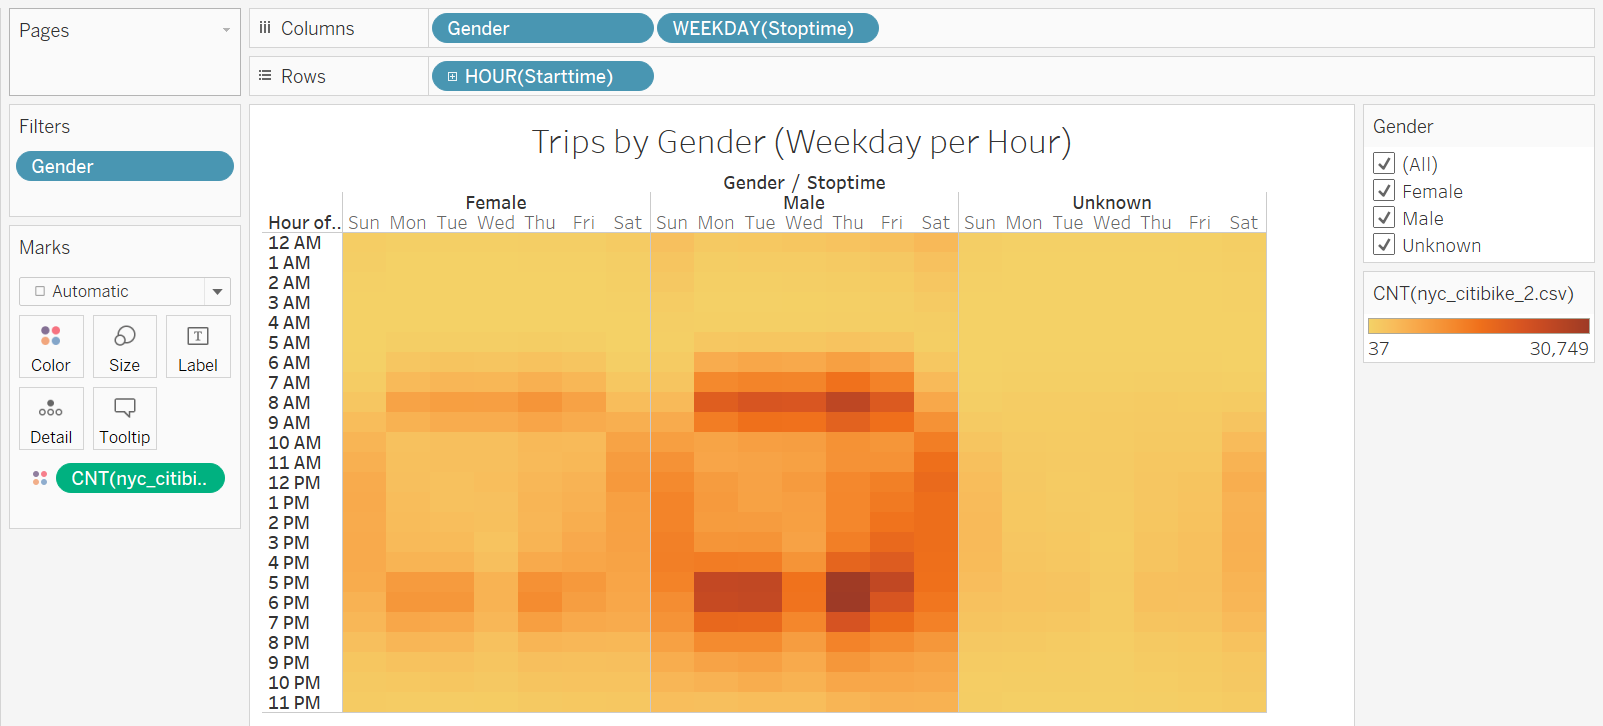 Pages
Columns
Gender
WEEKDAY(Stoptime)
Rows
HOUR(Starttime)
Filters
Gender
Marks
Automatic
Color
Size
Label
Detail
Tooltip
CNT(nyc_citibi..
Trips by Gender (Weekday per Hour)
Gender / Stoptime
Female
Male
Unknown
Hour of..
Sun Mon Tue Wed Thu Fri Sat
Sun Mon Tue Wed Thu Fri Sat
Sun Mon Tue Wed Thu Fri Sat
12 AM
1 AM
2 AM
3 AM
4 AM
5 AM
6 AM
7 AM
8 AM
9 AM
10 AM
11 AM
12 PM
1 PM
2 PM
3 PM
4 PM
5 PM
6 PM
7 PM
8 PM
9 PM
10 PM
11 PM
Gender
(All)
Female
Male
Unknown
CNT(nyc_citibike_2.csv)
37
30,749